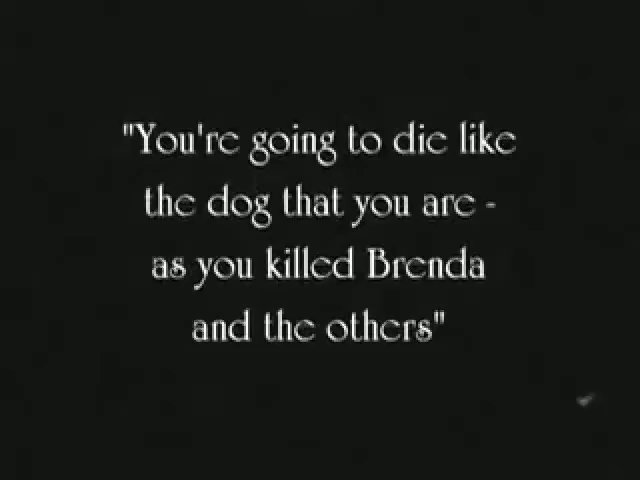 "You're going to die like
the dog that you are -
as you killed Brenda
and the others"